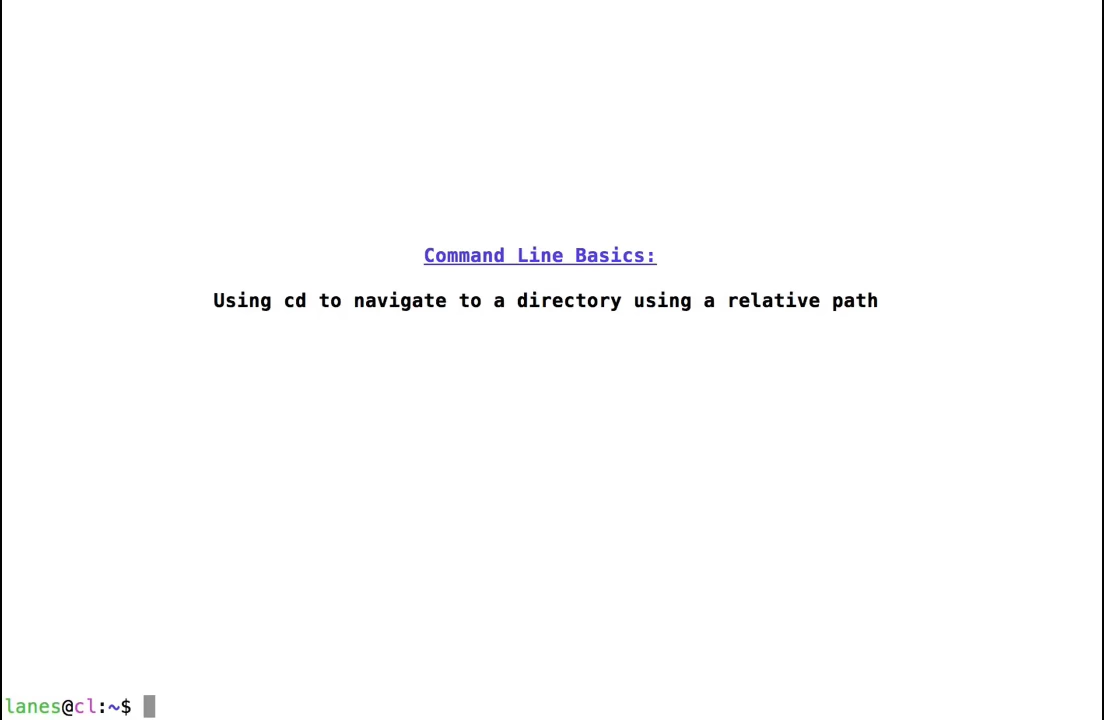 Command Line Basics:
Using cd to navigate to a directory using a relative path
lanes@cl:~$